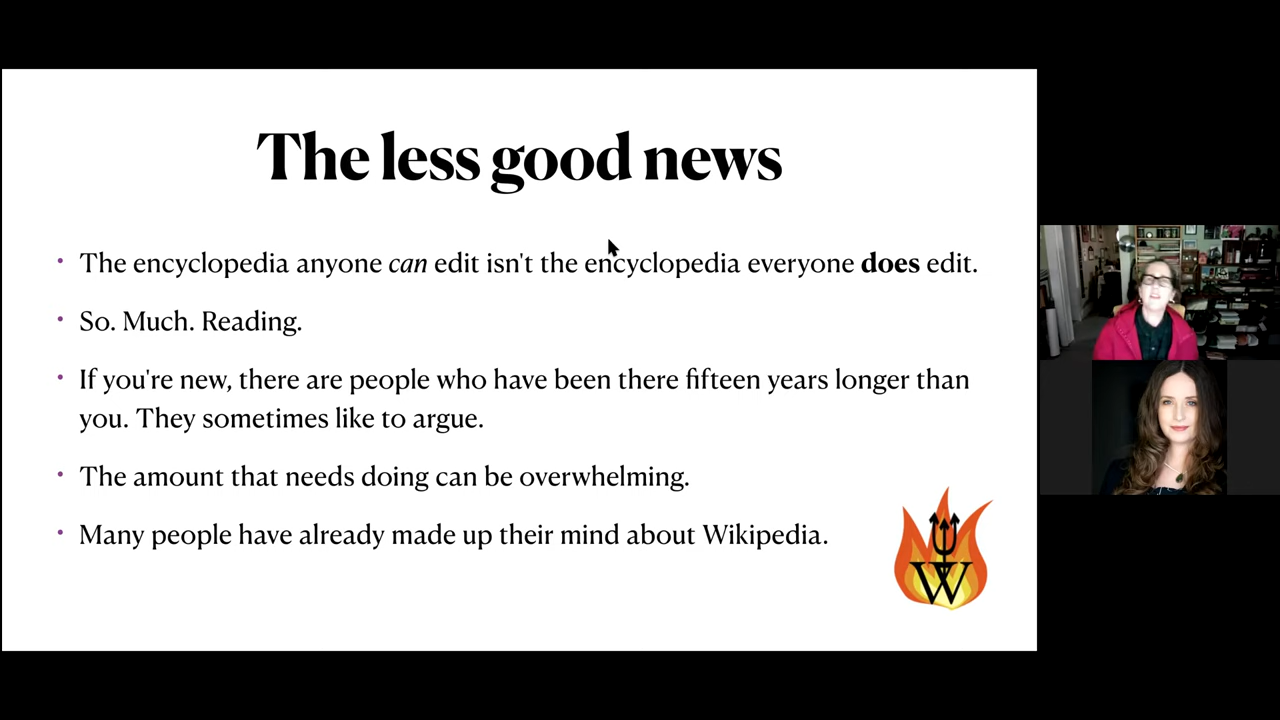 The less good news
The encyclopedia anyone can edit isn't the encyclopedia everyone does edit.
So. Much. Reading.
If you're new, there are people who have been there fifteen years longer than
you. They sometimes like to argue.
The amount that needs doing can be overwhelming.
Many people have already made up their mind about Wikipedia.
W